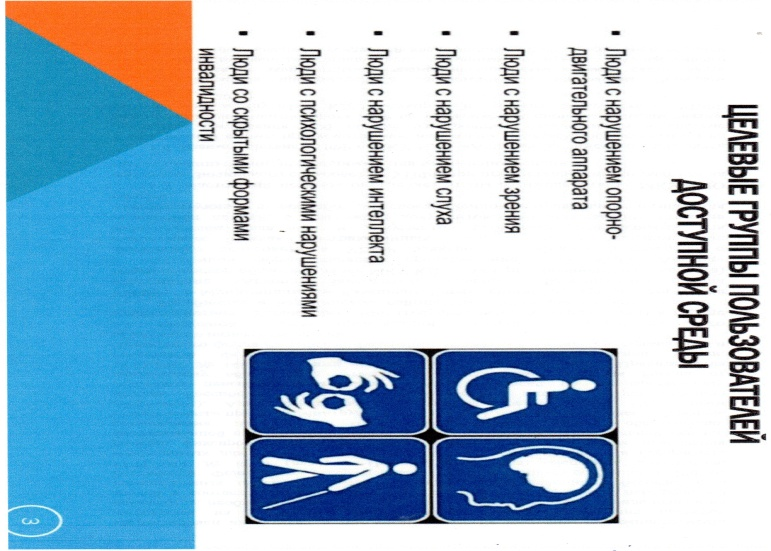 ЦЕЛЕВЫЕ ГРУППЫ ПОЛЬЗОВАТЕЛЕЙ
ДОСТУПНОЙ СРЕДЫ
▪ Люди с нарушением опорно-
двигательного аппарата
▪ Люди с нарушением зрения
▪ Люди с нарушением слуха
▪ Люди с нарушением интеллекта
▪ Люди с психологическими нарушениями
▪ Люди со скрытыми формами
инвалидности
3